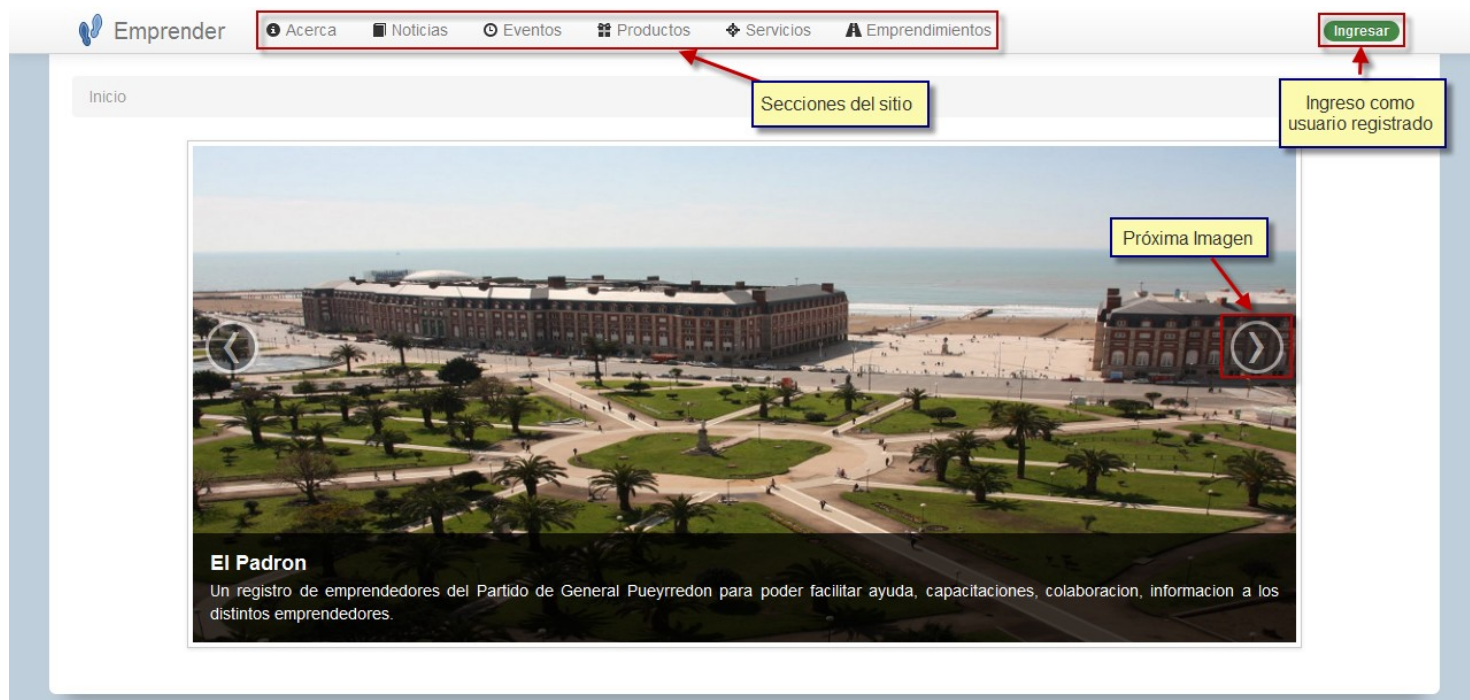 Emprender
Acerca
Noticias
Eventos
Productos
Servicios
Emprendimientos
Ingresar
Inicio
Secciones del sitio
Ingreso como
usuario registrado
Próxima Imagen
El Padron
Un registro de emprendedores del Partido de General Pueyrredon para poder facilitar ayuda, capacitaciones, colaboracion, informacion a los
distintos emprendedores.